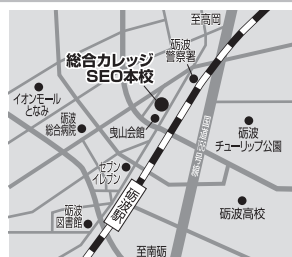 至高岡
砺波
警察署
総合カレッジ
SEO本校
イオンモール
となみ
砺波
総合病院
曳山会館
砺波
チューリップ公園
セブン
イレブン
砺波駅
砺波高校
砺波
図書館
至南砺